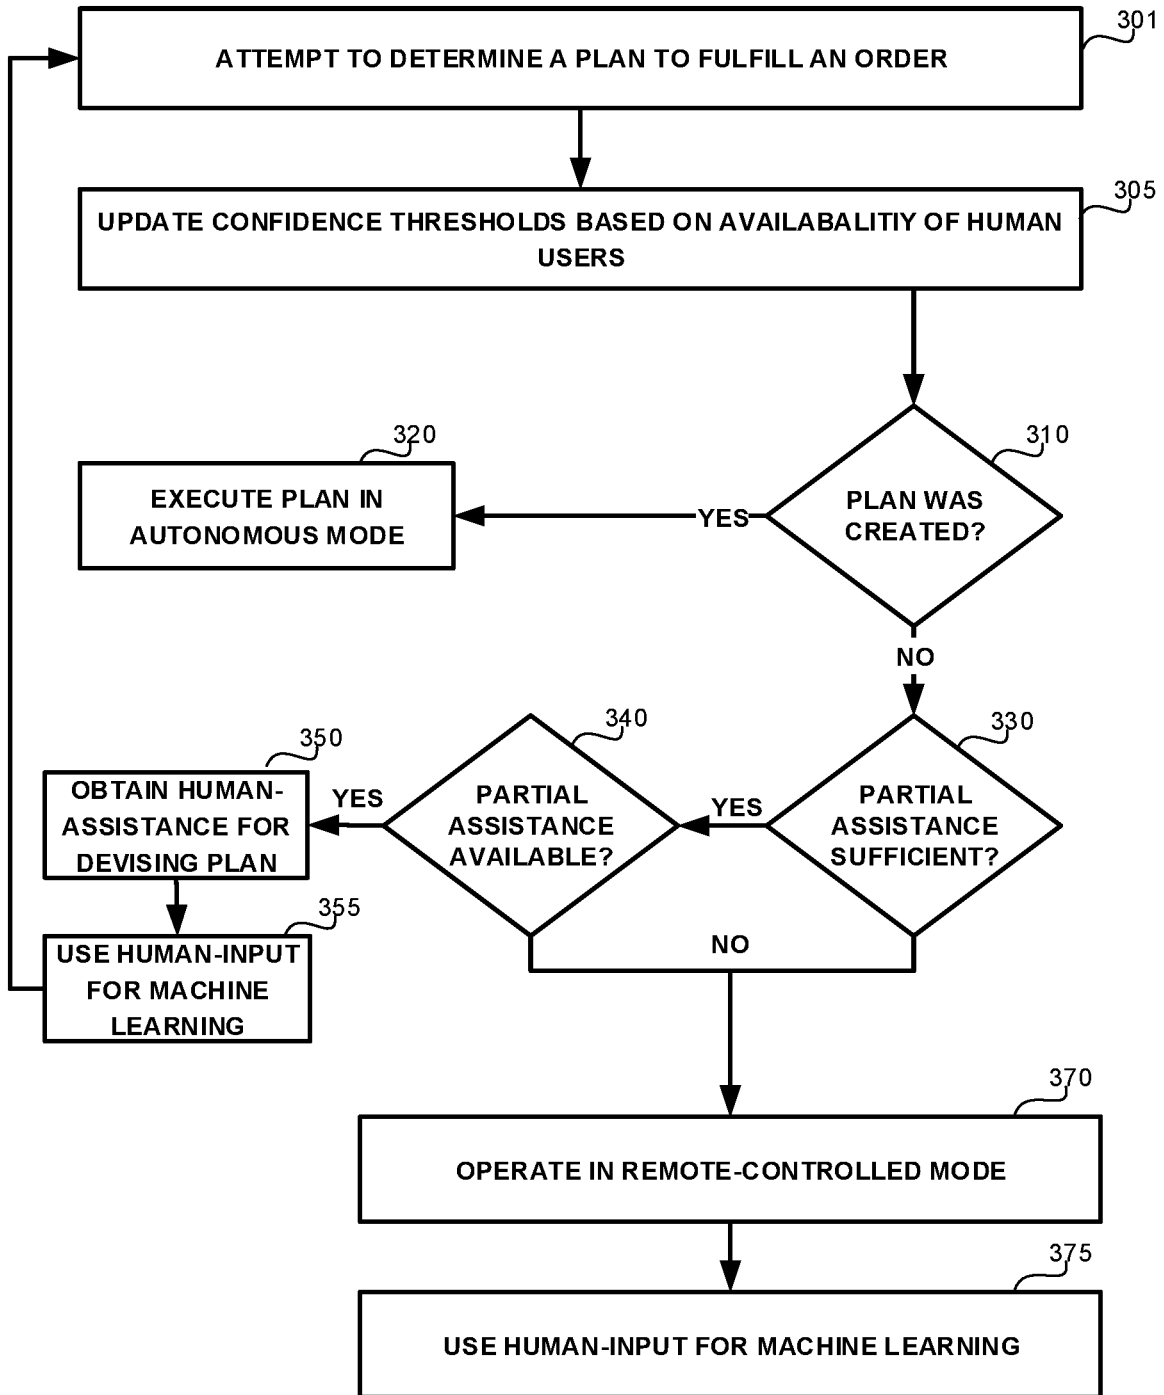 301
ATTEMPT TO DETERMINE A PLAN TO FULFILL AN ORDER
305
UPDATE CONFIDENCE THRESHOLDS BASED ON AVAILABALITIY OF HUMAN
USERS
310
PLAN WAS
CREATED?
YES
320
EXECUTE PLAN IN
AUTONOMOUS MODE
NO
330
PARTIAL
ASSISTANCE
SUFFICIENT?
YES
340
PARTIAL
ASSISTANCE
AVAILABLE?
YES
350
OBTAIN HUMAN-
ASSISTANCE FOR
DEVISING PLAN
355
USE HUMAN-INPUT
FOR MACHINE
LEARNING
NO
370
OPERATE IN REMOTE-CONTROLLED MODE
375
USE HUMAN-INPUT FOR MACHINE LEARNING